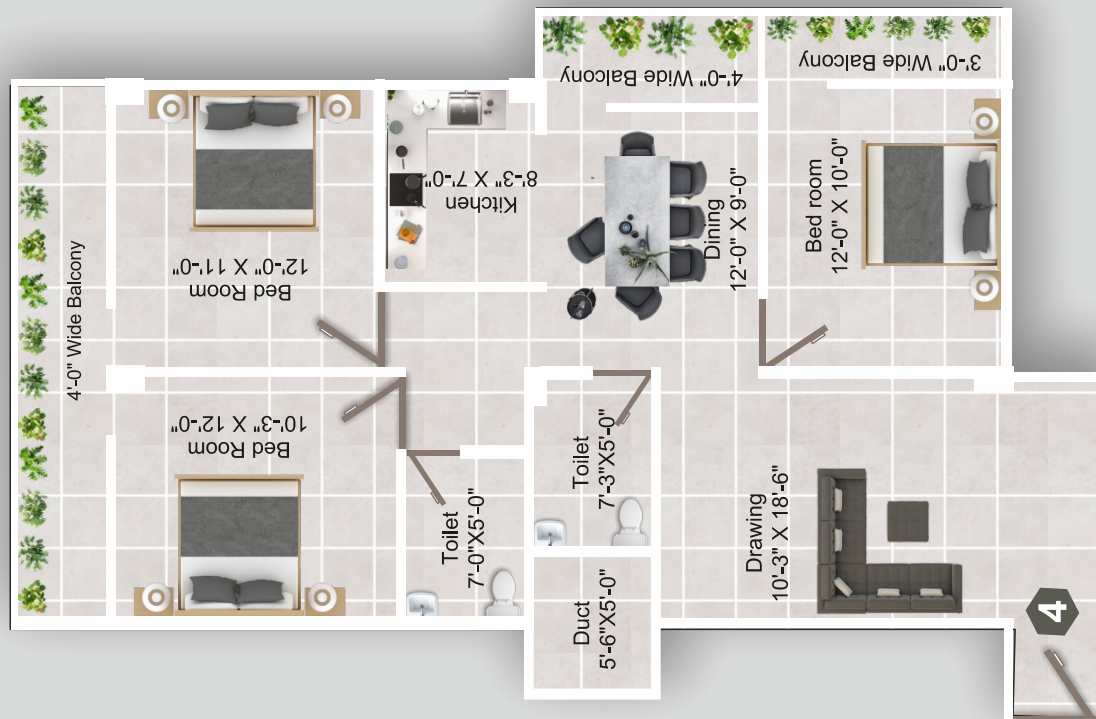 4'-0" Wide Balcony
3'-0" Wide Balcony
Kitchen
8'-3" X 7'-0"
Dining
12'-0" X 9'-0"
Bed room
12'-0" X 10'-0"
Bed Room
12'-0" X 11'-0"
4'-0" Wide Balcony
Bed Room
10'-3" X 12'-0"
Toilet
7'-0"X5'-0"
Toilet
7'-3"X5'-0"
Drawing
10'-3" X 18'-6"
Duct
5'-6"X5'-0"
4